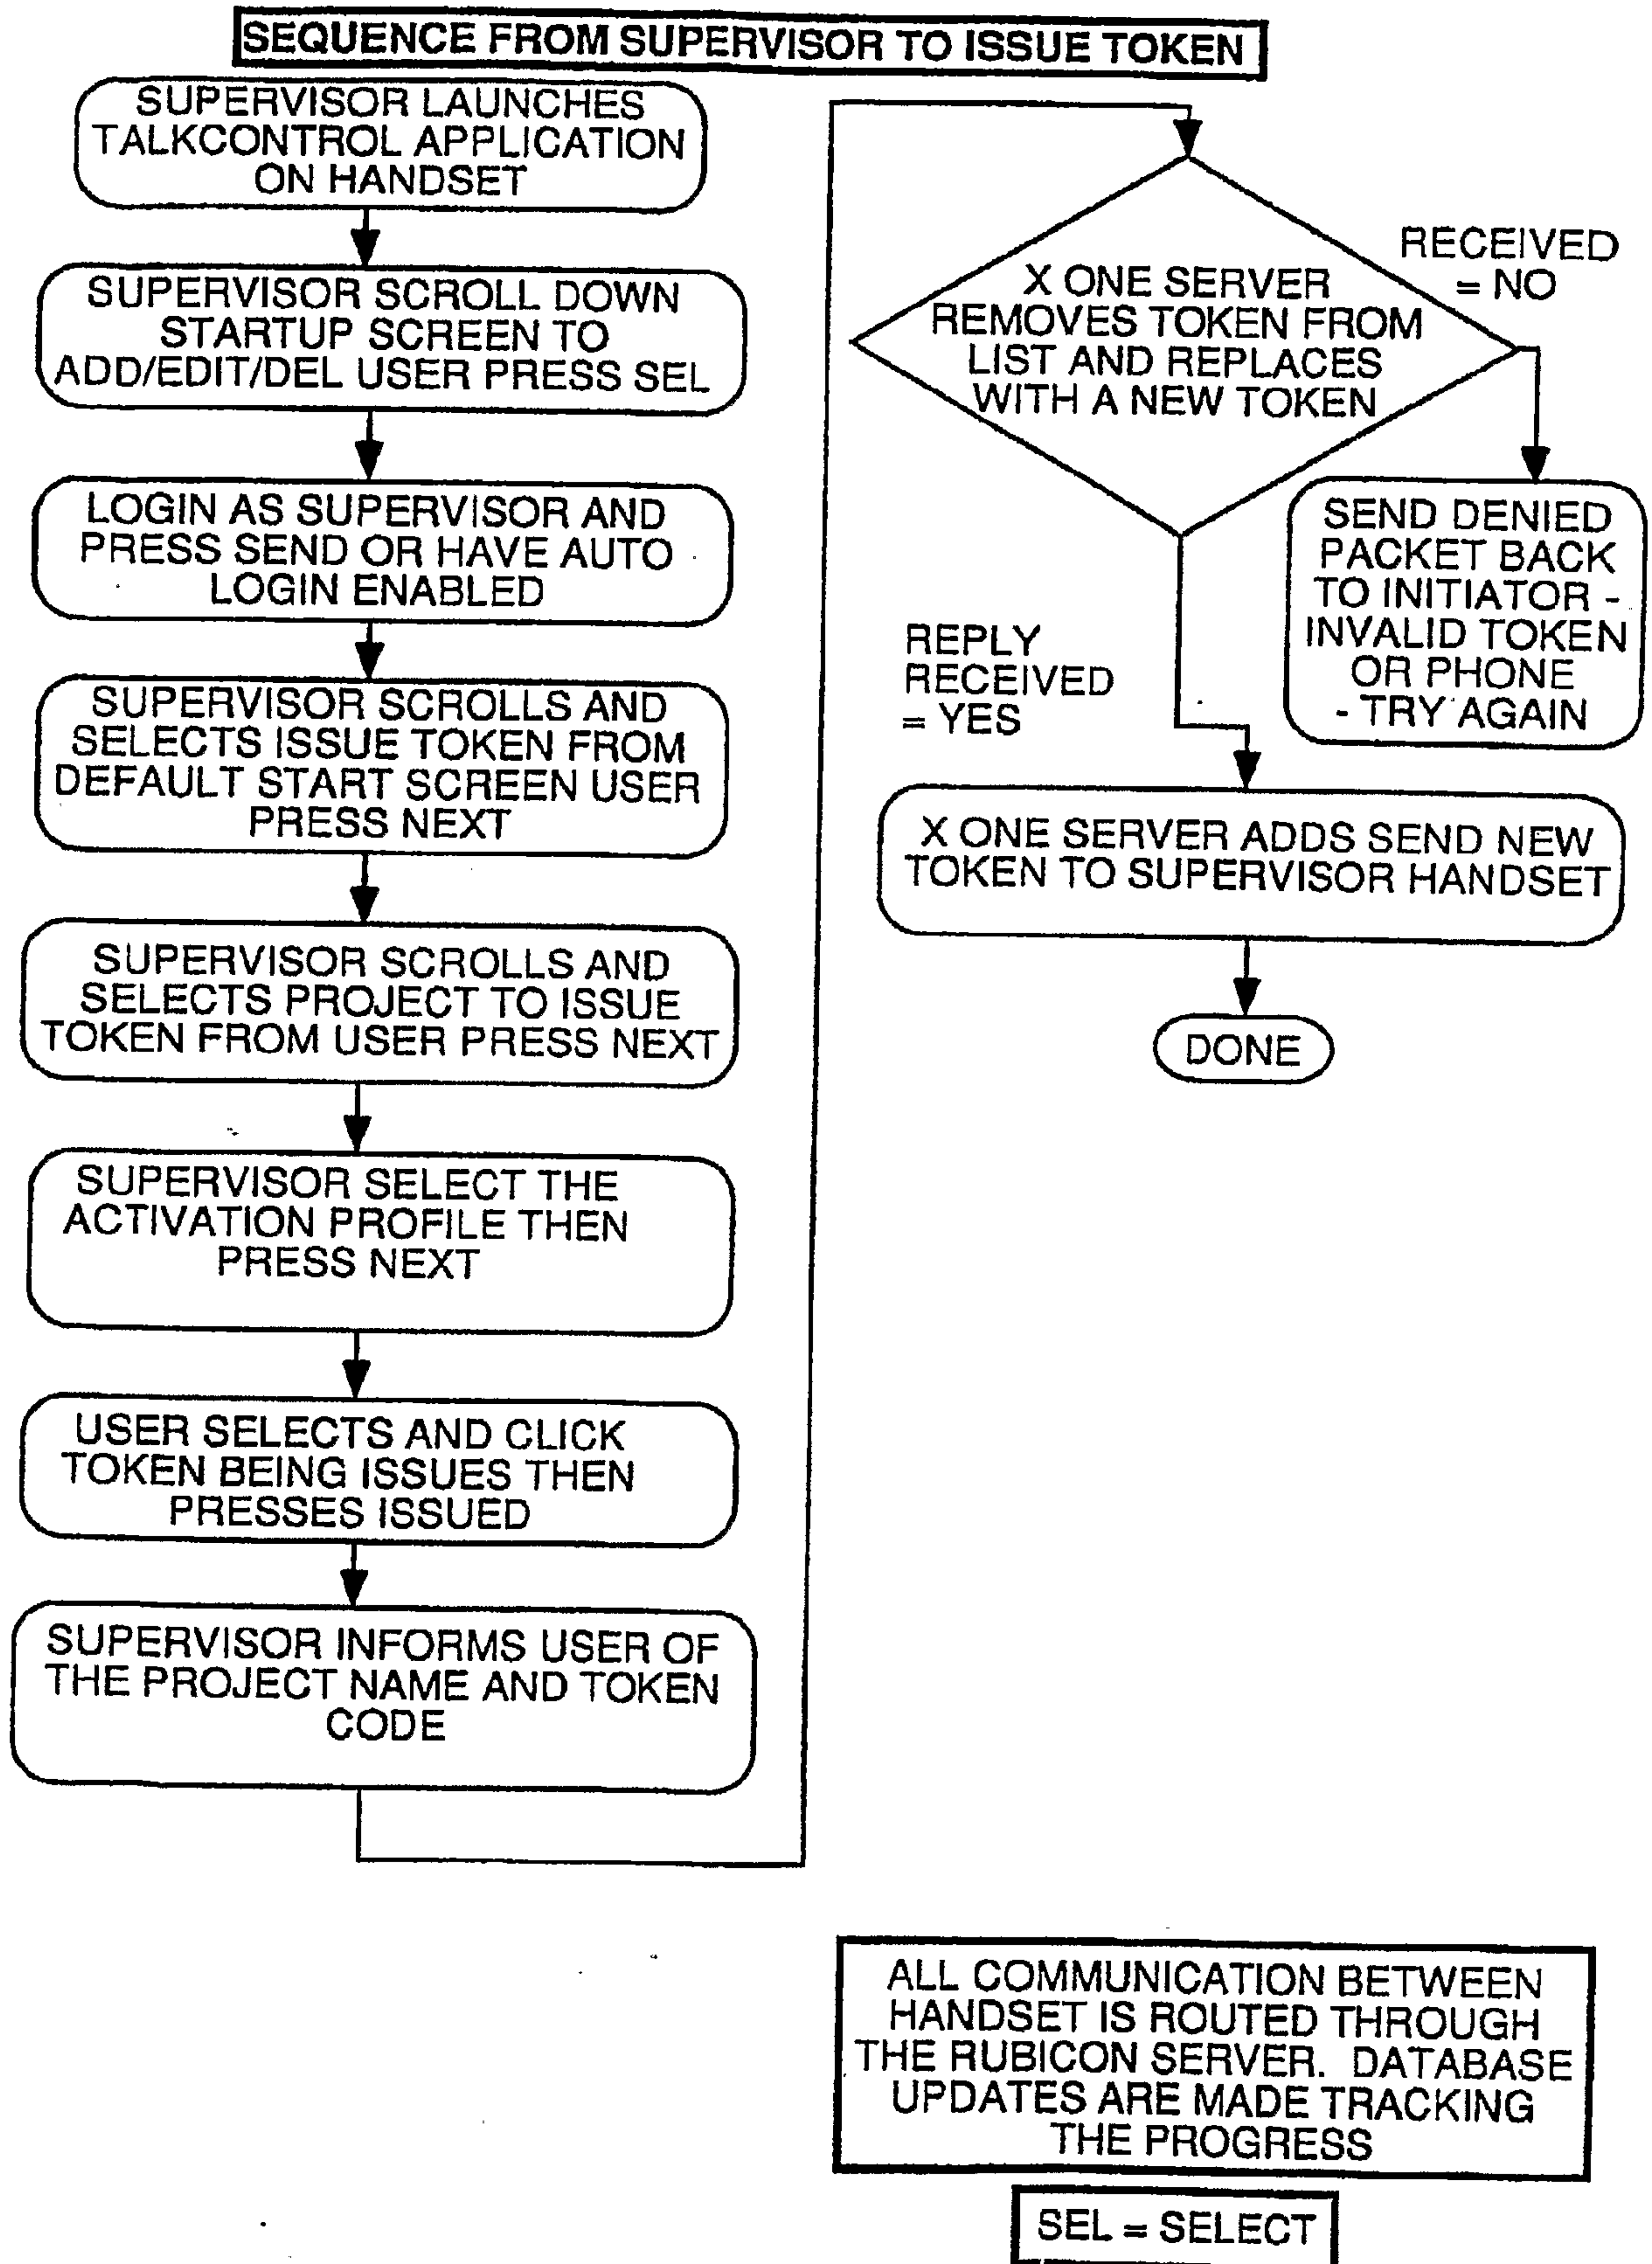 SEQUENCE FROM SUPERVISOR TO ISSUE TOKEN
SUPERVISOR LAUNCHES
TALKCONTROL APPLICATION
ON HANDSET
SUPERVISOR SCROLL DOWN
STARTUP SCREEN TO
ADD/EDIT/DEL USER PRESS SEL
LOGIN AS SUPERVISOR AND
PRESS SEND OR HAVE AUTO
LOGIN ENABLED
SUPERVISOR SCROLLS AND
SELECTS ISSUE TOKEN FROM
DEFAULT START SCREEN USER
PRESS NEXT
SUPERVISOR SCROLLS AND
SELECTS PROJECT TO ISSUE
TOKEN FROM USER PRESS NEXT
SUPERVISOR SELECT THE
ACTIVATION PROFILE THEN
PRESS NEXT
USER SELECTS AND CLICK
TOKEN BEING ISSUES THEN
PRESSES ISSUED
SUPERVISOR INFORMS USER OF
THE PROJECT NAME AND TOKEN
CODE
X ONE SERVER
REMOVES TOKEN FROM
LIST AND REPLACES
WITH A NEW TOKEN
RECEIVED
= NO
SEND DENIED
PACKET BACK
TO INITIATOR -
INVALID TOKEN
OR PHONE
- TRY AGAIN
REPLY
RECEIVED
= YES
X ONE SERVER ADDS SEND NEW
TOKEN TO SUPERVISOR HANDSET
DONE
ALL COMMUNICATION BETWEEN
HANDSET IS ROUTED THROUGH
THE RUBICON SERVER. DATABASE
UPDATES ARE MADE TRACKING
THE PROGRESS
SEL = SELECT